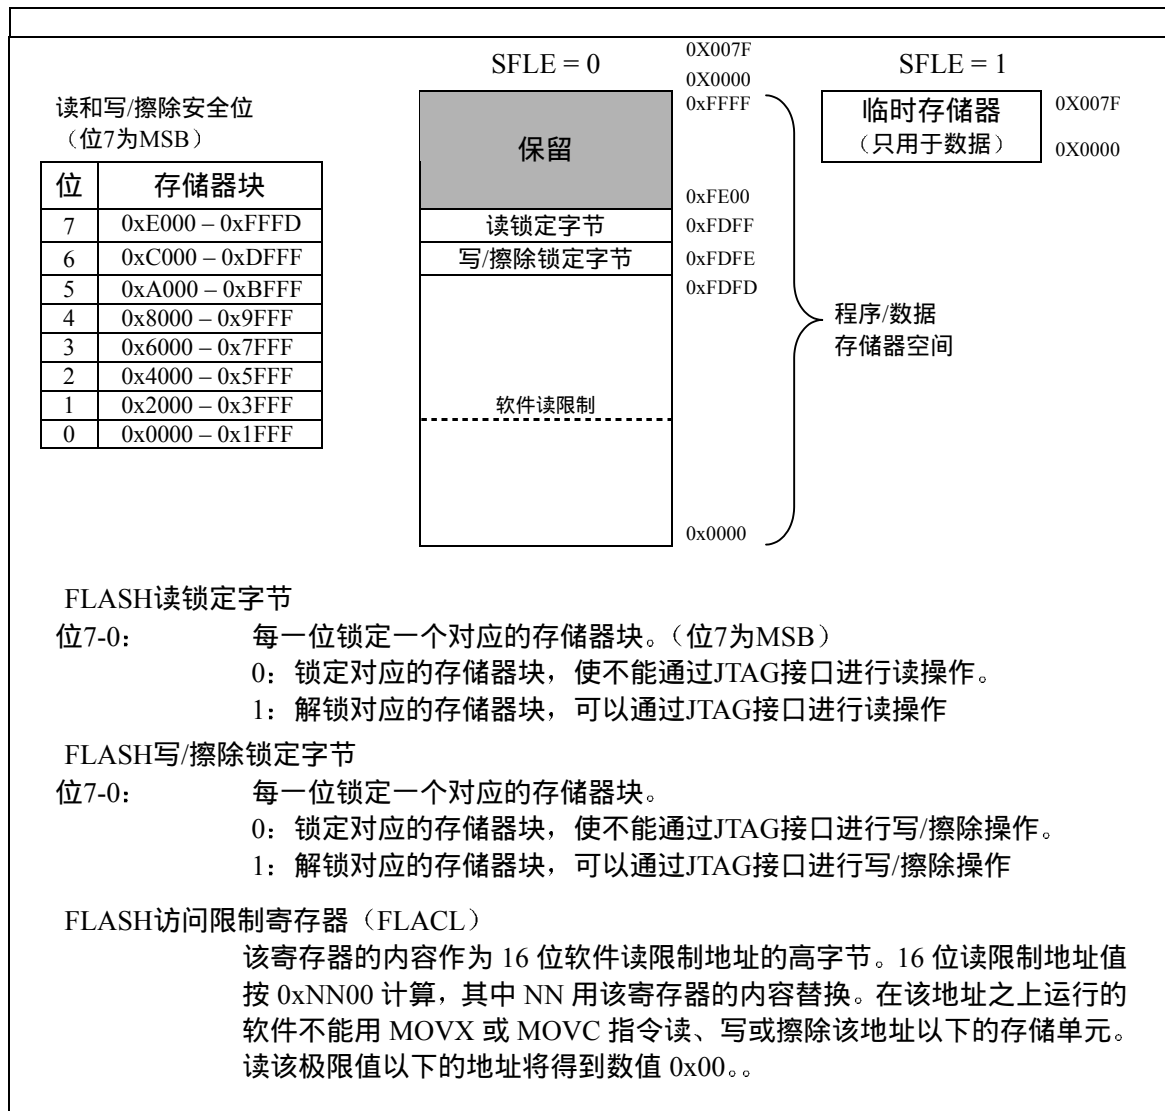 SFLE = 0
0X007F
0X0000
SFLE = 1
读和写/擦除安全位
（位7为MSB）
位 存储器块
7 0xE000 – 0xFFFD
6 0xC000 – 0xDFFF
5 0xA000 – 0xBFFF
4 0x8000 – 0x9FFF
3 0x6000 – 0x7FFF
2 0x4000 – 0x5FFF
1 0x2000 – 0x3FFF
0 0x0000 – 0x1FFF
保留
读锁定字节
写/擦除锁定字节
软件读限制
0xFFFF
0xFE00
0xFDFF
0xFDFE
0xFDFD
0x0000
程序/数据
存储器空间
临时存储器
（只用于数据）
0X007F
0X0000
FLASH读锁定字节
位7-0： 每一位锁定一个对应的存储器块。（位7为MSB）
0：锁定对应的存储器块，使不能通过JTAG接口进行读操作。
1：解锁对应的存储器块，可以通过JTAG接口进行读操作
FLASH写/擦除锁定字节
位7-0： 每一位锁定一个对应的存储器块。
0：锁定对应的存储器块，使不能通过JTAG接口进行写/擦除操作。
1：解锁对应的存储器块，可以通过JTAG接口进行写/擦除操作
FLASH访问限制寄存器（FLACL）
该寄存器的内容作为 16 位软件读限制地址的高字节。16 位读限制地址值
按 0xNN00 计算，其中 NN 用该寄存器的内容替换。在该地址之上运行的
软件不能用 MOVX 或 MOVC 指令读、写或擦除该地址以下的存储单元。
读该极限值以下的地址将得到数值 0x00。。